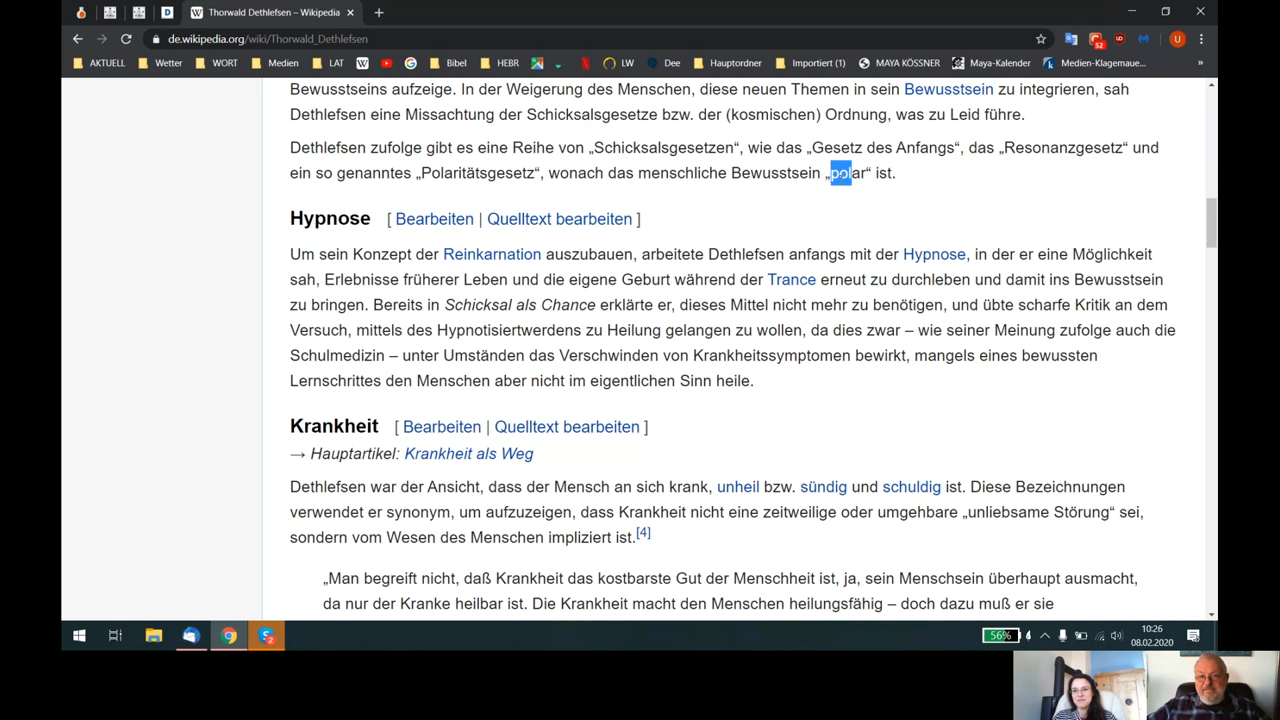 Thorwald Dethlefsen – Wikipedia
de.wikipedia.org/wiki/Thorwald_Dethlefsen
52
U
AKTUELL Wetter WORT Medien LAT Bibel HEBR LW Dee Hauptordner Importiert (1) MAYA KÖSSNER Maya-Kalender Medien-Klagemaue... »
Bewusstseins aufzeige. In der Weigerung des Menschen, diese neuen Themen in sein Bewusstsein zu integrieren, sah
Dethlefsen eine Missachtung der Schicksalsgesetze bzw. der (kosmischen) Ordnung, was zu Leid führe.
Dethlefsen zufolge gibt es eine Reihe von „Schicksalsgesetzen“, wie das „Gesetz des Anfangs“, das „Resonanzgesetz“ und
ein so genanntes „Polaritätsgesetz“, wonach das menschliche Bewusstsein „polar“ ist.
Hypnose [ Bearbeiten | Quelltext bearbeiten ]
Um sein Konzept der Reinkarnation auszubauen, arbeitete Dethlefsen anfangs mit der Hypnose, in der er eine Möglichkeit
sah, Erlebnisse früherer Leben und die eigene Geburt während der Trance erneut zu durchleben und damit ins Bewusstsein
zu bringen. Bereits in Schicksal als Chance erklärte er, dieses Mittel nicht mehr zu benötigen, und übte scharfe Kritik an dem
Versuch, mittels des Hypnotisiertwerdens zu Heilung gelangen zu wollen, da dies zwar – wie seiner Meinung zufolge auch die
Schulmedizin – unter Umständen das Verschwinden von Krankheitssymptomen bewirkt, mangels eines bewussten
Lernschrittes den Menschen aber nicht im eigentlichen Sinn heile.
Krankheit [ Bearbeiten | Quelltext bearbeiten ]
→ Hauptartikel: Krankheit als Weg
Dethlefsen war der Ansicht, dass der Mensch an sich krank, unheil bzw. sündig und schuldig ist. Diese Bezeichnungen
verwendet er synonym, um aufzuzeigen, dass Krankheit nicht eine zeitweilige oder umgehbare „unliebsame Störung“ sei,
sondern vom Wesen des Menschen impliziert ist.[4]
„Man begreift nicht, daß Krankheit das kostbarste Gut der Menschheit ist, ja, sein Menschsein überhaupt ausmacht,
da nur der Kranke heilbar ist. Die Krankheit macht den Menschen heilungsfähig – doch dazu muß er sie
56%
10:26
08.02.2020